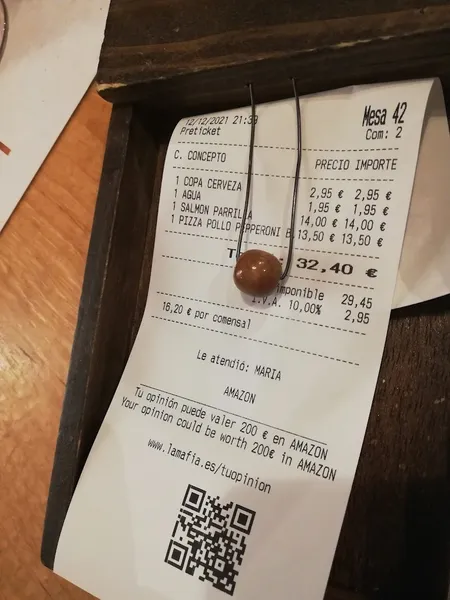 12/12/2021 21:33
Mesa 42
Preticket
Com: 2
C. CONCEPTO PRECIO IMPORTE
1 COPA CERVEZA 2,95 € 2,95 €
1 AGUA 1,95 € 1,95 €
1 SALMON PARRILLA 14,00 € 14,00 €
1 PIZZA POLLO PEPPERONI B 13,50 € 13,50 €
32,40 €
imponible 29,45
I.V.A. 10,00% 2,95
16,20 € por comensal
Le atendió: MARIA
AMAZON
Tu opinión puede valer 200 € en AMAZON
Your opinion could be worth 200€ in AMAZON
www.lamafia.es/tuopinion